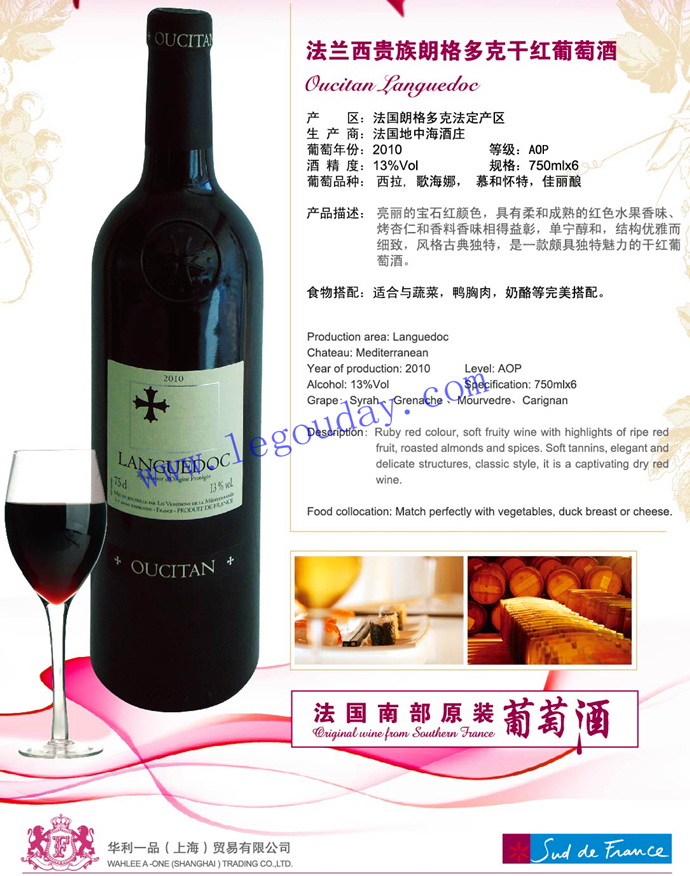 OUCITAN
法兰西贵族朗格多克干红葡萄酒
Oucitan Languedoc
产 区：法国朗格多克法定产区
生 产 商：法国地中海酒庄
葡萄年份：2010 等级：AOP
酒 精 度：13%Vol 规格：750mlx6
葡萄品种： 西拉，歌海娜， 慕和怀特，佳丽酿
产品描述： 亮丽的宝石红颜色，具有柔和成熟的红色水果香味、
烤杏仁和香料香味相得益彰，单宁醇和，结构优雅而
细致，风格古典独特，是一款颇具独特魅力的干红葡
萄酒。
食物搭配：适合与蔬菜，鸭胸肉，奶酪等完美搭配。
Production area: Languedoc
Chateau: Mediterranean
Year of production: 2010 Level: AOP
Alcohol: 13%Vol Specification: 750mlx6
Grape: Syrah、 Grenache 、Mourvedre、Carignan
Description: Ruby red colour, soft fruity wine with highlights of ripe red
fruit, roasted almonds and spices. Soft tannins, elegant and
delicate structures, classic style, it is a captivating dry red
wine.
Food collocation: Match perfectly with vegetables, duck breast or cheese.
www.legouday.com
2010
LANGUEDOC
75cl 13% vol.
Mis en bouteille par Les Vignerons de la Méditerranée
France - PRODUIT DE FRANCE
OUCITAN
法国南部原装葡萄酒
Original wine from Southern France
F
华利一品（上海）贸易有限公司
WAHLEE A -ONE (SHANGHAI ) TRADING CO.,LTD.
Sud de France